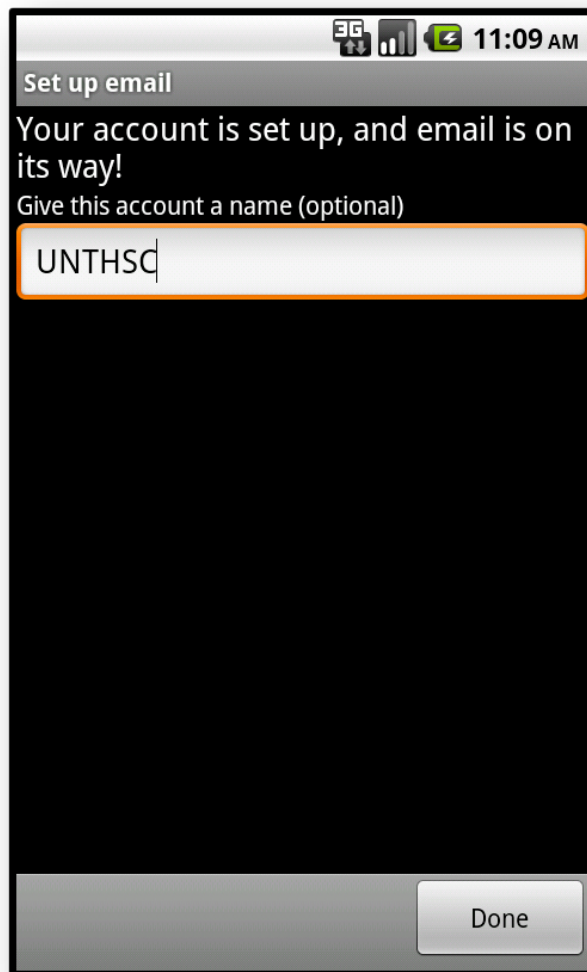 3G 11:09 AM
Set up email
Your account is set up, and email is on
its way!
Give this account a name (optional)
UNTHSC
Done